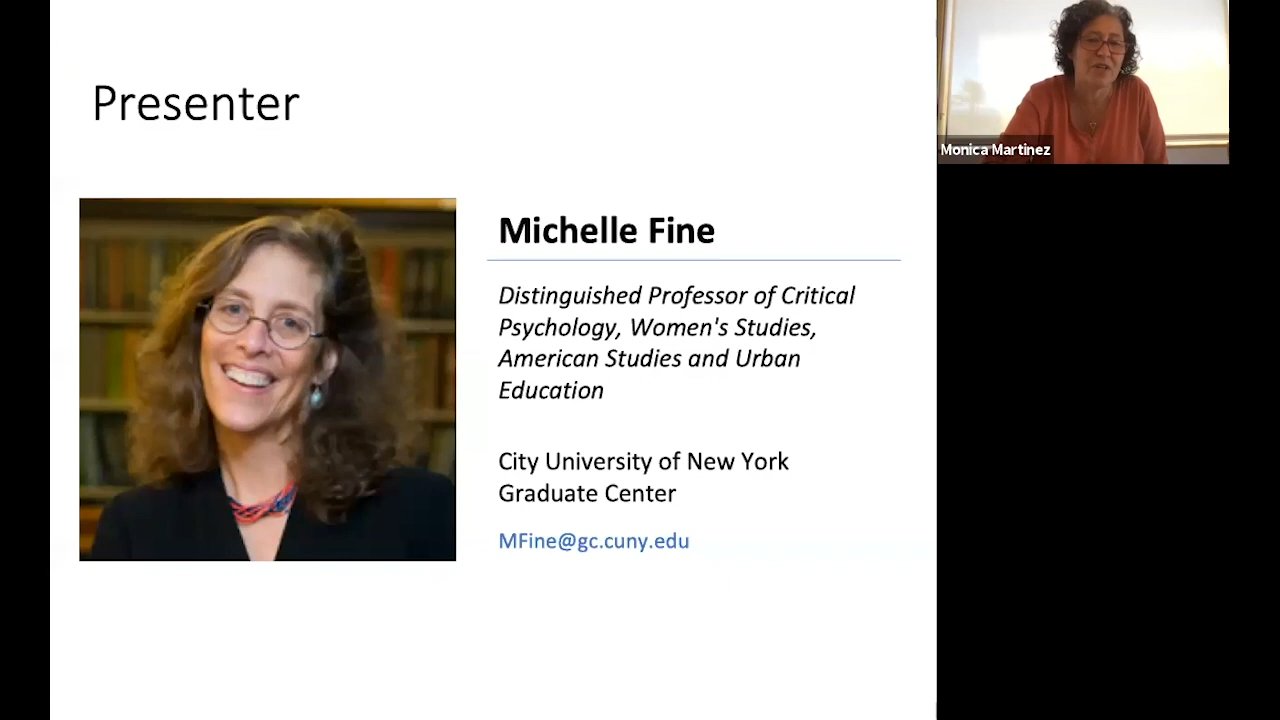 Presenter
Michelle Fine
Distinguished Professor of Critical
Psychology, Women's Studies,
American Studies and Urban
Education
City University of New York
Graduate Center
MFine@gc.cuny.edu
Monica Martinez